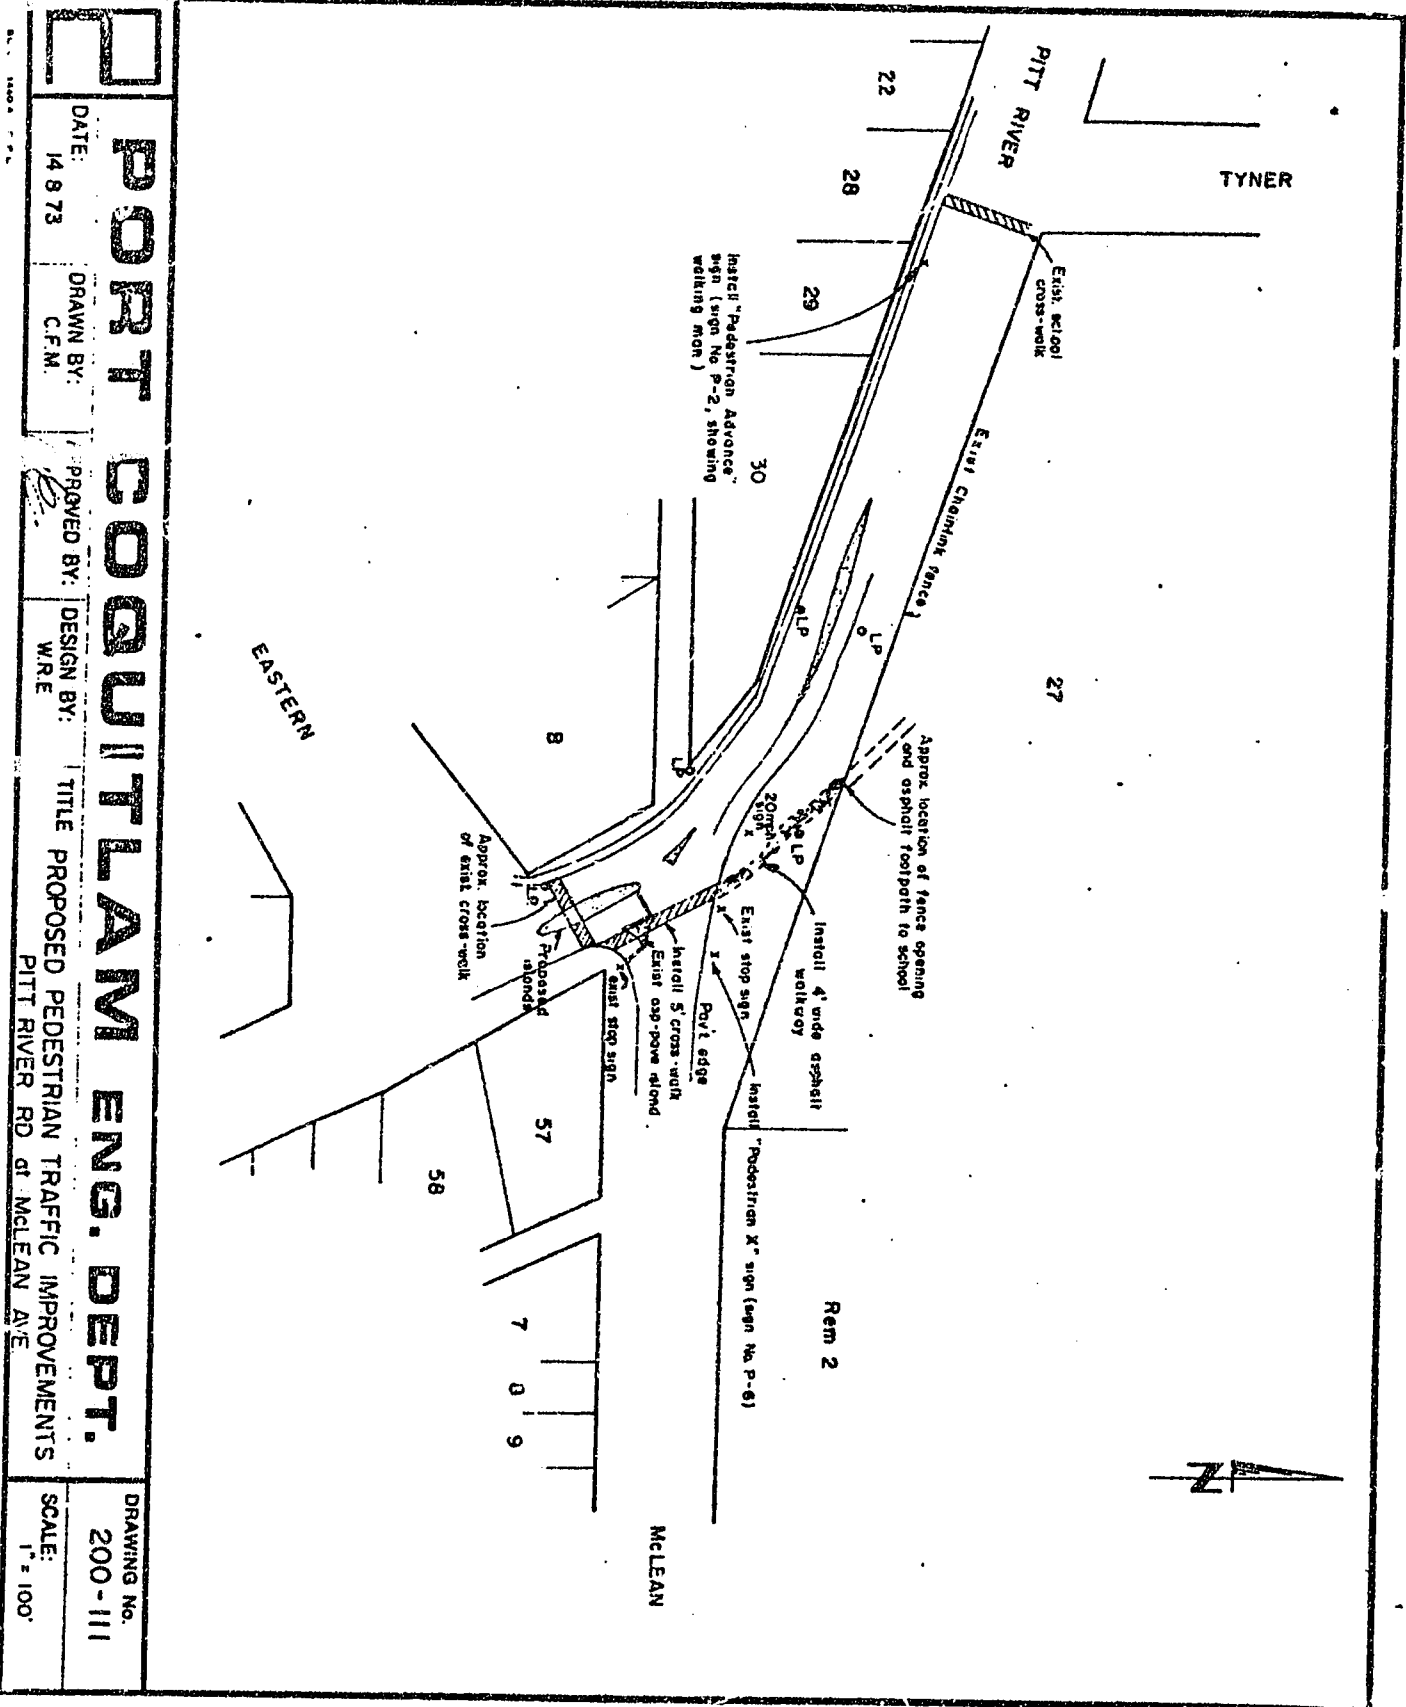 TYNER
PITT RIVER
22
28
29
30
Exist. school
cross-walk
Install "Pedestrian Advance"
sign (sign No P-2, showing
walking man)
Exist Chainlink fence
27
LP
LP
LP
LP
LP
8
EASTERN
Approx. location of fence opening
and asphalt footpath to school
20mph
sign
Install 4' wide asphalt
walkway
Exist stop sign
Install "Pedestrian X" sign (sign No. P-6)
Pav't edge
Install 5' cross-walk
Exist asp-pave island
exist stop sign
Proposed
islands
Approx. location
of exist. cross-walk
57
58
7
8
9
Rem 2
McLEAN
N
PORT COQUITLAM ENG. DEPT.
DATE:
14 8 73
DRAWN BY:
C.F.M.
PROVED BY:
DESIGN BY:
W.R.E
TITLE PROPOSED PEDESTRIAN TRAFFIC IMPROVEMENTS
PITT RIVER RD at McLEAN AVE
DRAWING No.
200-111
SCALE:
1" = 100'